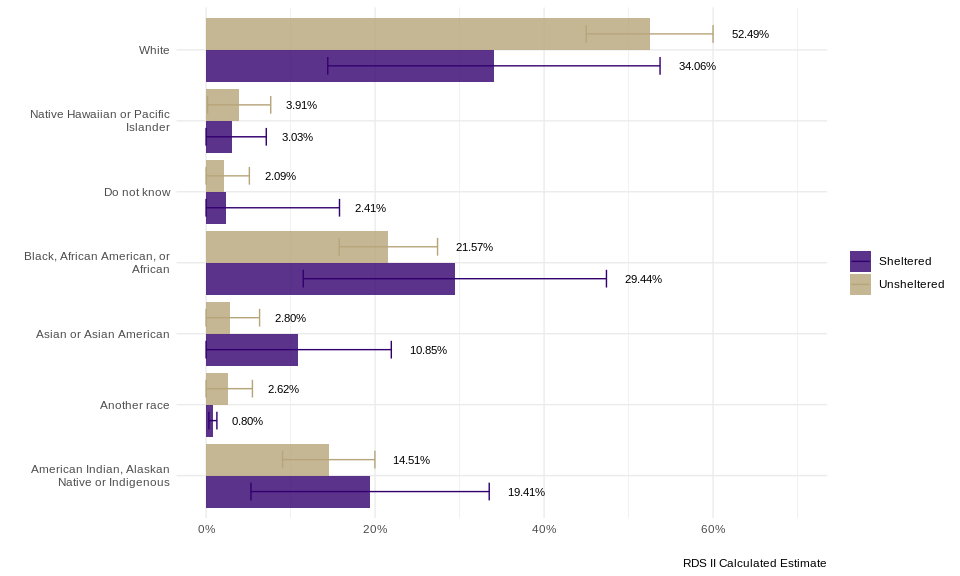 White
52.49%
34.06%
Native Hawaiian or Pacific
Islander
3.91%
3.03%
Do not know
2.09%
2.41%
Black, African American, or
African
21.57%
29.44%
Asian or Asian American
2.80%
10.85%
Another race
2.62%
0.80%
American Indian, Alaskan
Native or Indigenous
14.51%
19.41%
0%
20%
40%
60%
RDS II Calculated Estimate
Sheltered
Unsheltered